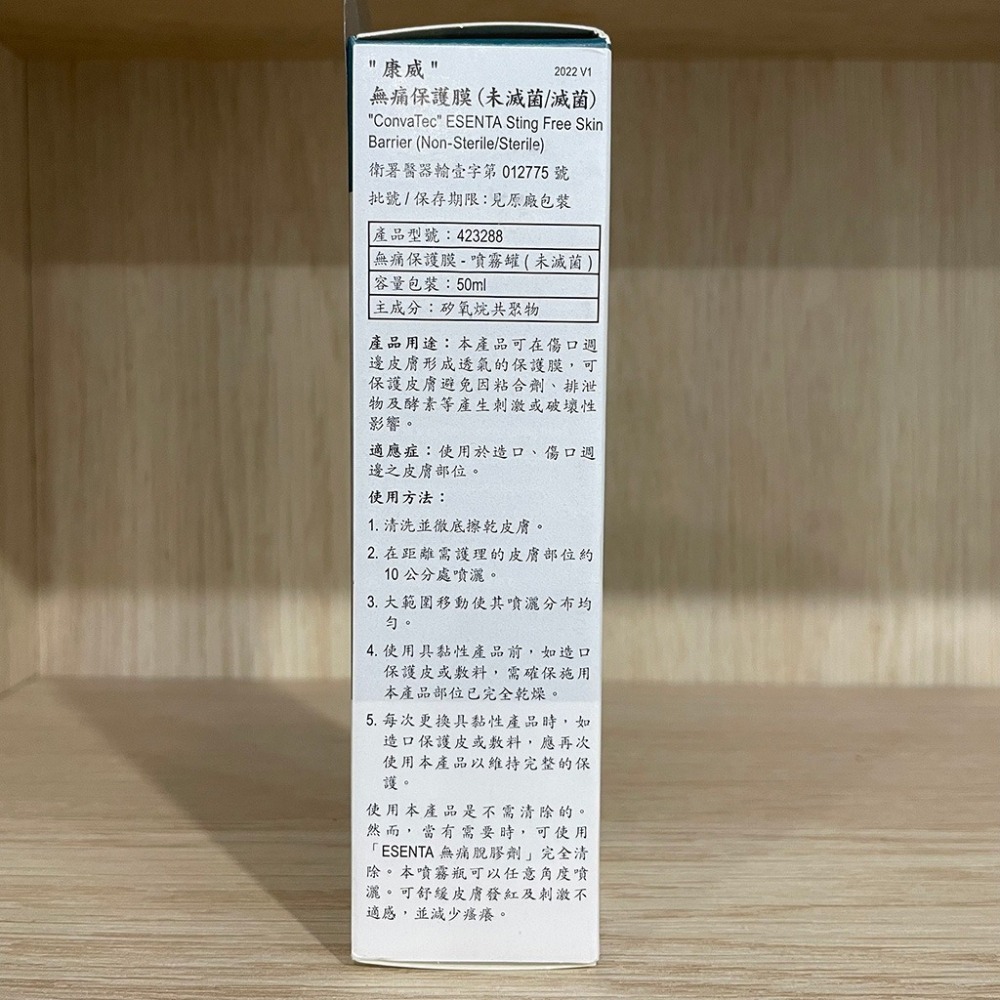 "康威"
2022 V1
無痛保護膜(未滅菌/滅菌)
"ConvaTec" ESENTA Sting Free Skin
Barrier (Non-Sterile/Sterile)
衛署醫器輸壹字第 012775 號
批號/保存期限:見原廠包裝
產品型號：423288
無痛保護膜 - 噴霧罐 ( 未滅菌 )
容量包裝：50ml
主成分：矽氧烷共聚物
產品用途：本產品可在傷口週
邊皮膚形成透氣的保護膜，可
保護皮膚避免因粘合劑、排泄
物及酵素等產生刺激或破壞性
影響。
適應症：使用於造口、傷口週
邊之皮膚部位。
使用方法：
1. 清洗並徹底擦乾皮膚。
2. 在距離需護理的皮膚部位約
10 公分處噴灑。
3. 大範圍移動使其噴灑分布均
勻。
4. 使用具黏性產品前，如造口
保護皮或敷料，需確保施用
本產品部位已完全乾燥。
5. 每次更換具黏性產品時，如
造口保護皮或敷料，應再次
使用本產品以維持完整的保
護。
使用本產品是不需清除的。
然而，當有需要時，可使用
「ESENTA 無痛脫膠劑」完全清
除。本噴霧瓶可以任意角度噴
灑。可舒緩皮膚發紅及刺激不
適感，並減少搔癢。